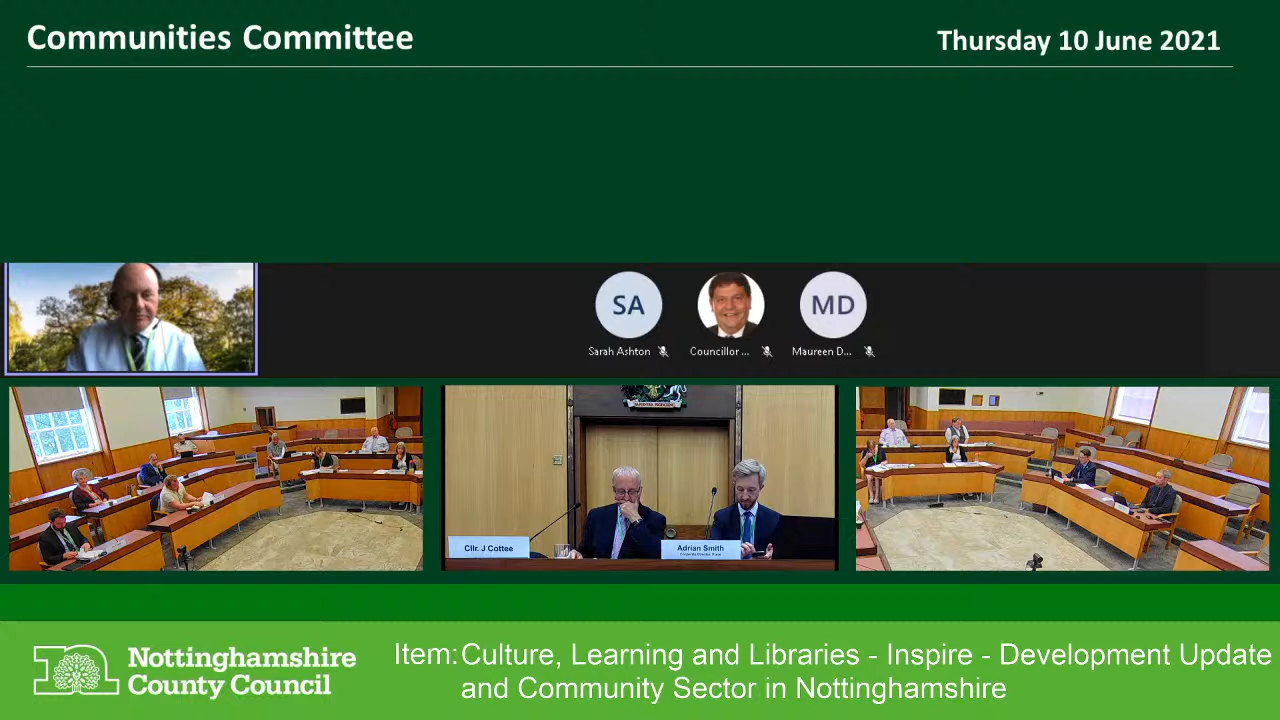 Communities Committee
Thursday 10 June 2021
SA
MD
Sarah Ashton
Councillor ...
Maureen D...
Cllr. J Cottee
Adrian Smith
Nottinghamshire
County Council
Item: Culture, Learning and Libraries - Inspire - Development Update
and Community Sector in Nottinghamshire